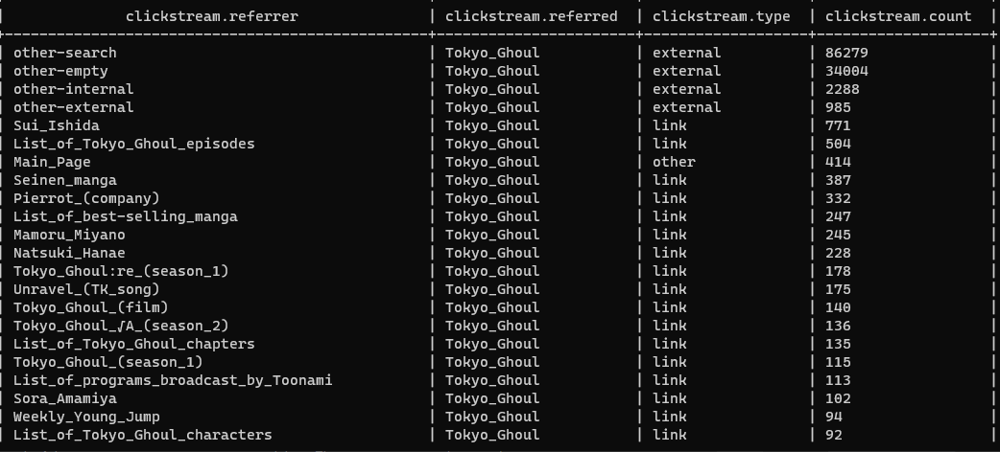 | clickstream.referrer | clickstream.referred | clickstream.type | clickstream.count |
| other-search | Tokyo_Ghoul | external | 86279 |
| other-empty | Tokyo_Ghoul | external | 34004 |
| other-internal | Tokyo_Ghoul | external | 2288 |
| other-external | Tokyo_Ghoul | external | 985 |
| Sui_Ishida | Tokyo_Ghoul | link | 771 |
| List_of_Tokyo_Ghoul_episodes | Tokyo_Ghoul | link | 504 |
| Main_Page | Tokyo_Ghoul | other | 414 |
| Seinen_manga | Tokyo_Ghoul | link | 387 |
| Pierrot_(company) | Tokyo_Ghoul | link | 332 |
| List_of_best-selling_manga | Tokyo_Ghoul | link | 247 |
| Mamoru_Miyano | Tokyo_Ghoul | link | 245 |
| Natsuki_Hanae | Tokyo_Ghoul | link | 228 |
| Tokyo_Ghoul:re_(season_1) | Tokyo_Ghoul | link | 178 |
| Unravel_(TK_song) | Tokyo_Ghoul | link | 175 |
| Tokyo_Ghoul_(film) | Tokyo_Ghoul | link | 140 |
| Tokyo_Ghoul_√A_(season_2) | Tokyo_Ghoul | link | 136 |
| List_of_Tokyo_Ghoul_chapters | Tokyo_Ghoul | link | 135 |
| Tokyo_Ghoul_(season_1) | Tokyo_Ghoul | link | 115 |
| List_of_programs_broadcast_by_Toonami | Tokyo_Ghoul | link | 113 |
| Sora_Amamiya | Tokyo_Ghoul | link | 102 |
| Weekly_Young_Jump | Tokyo_Ghoul | link | 94 |
| List_of_Tokyo_Ghoul_characters | Tokyo_Ghoul | link | 92 |